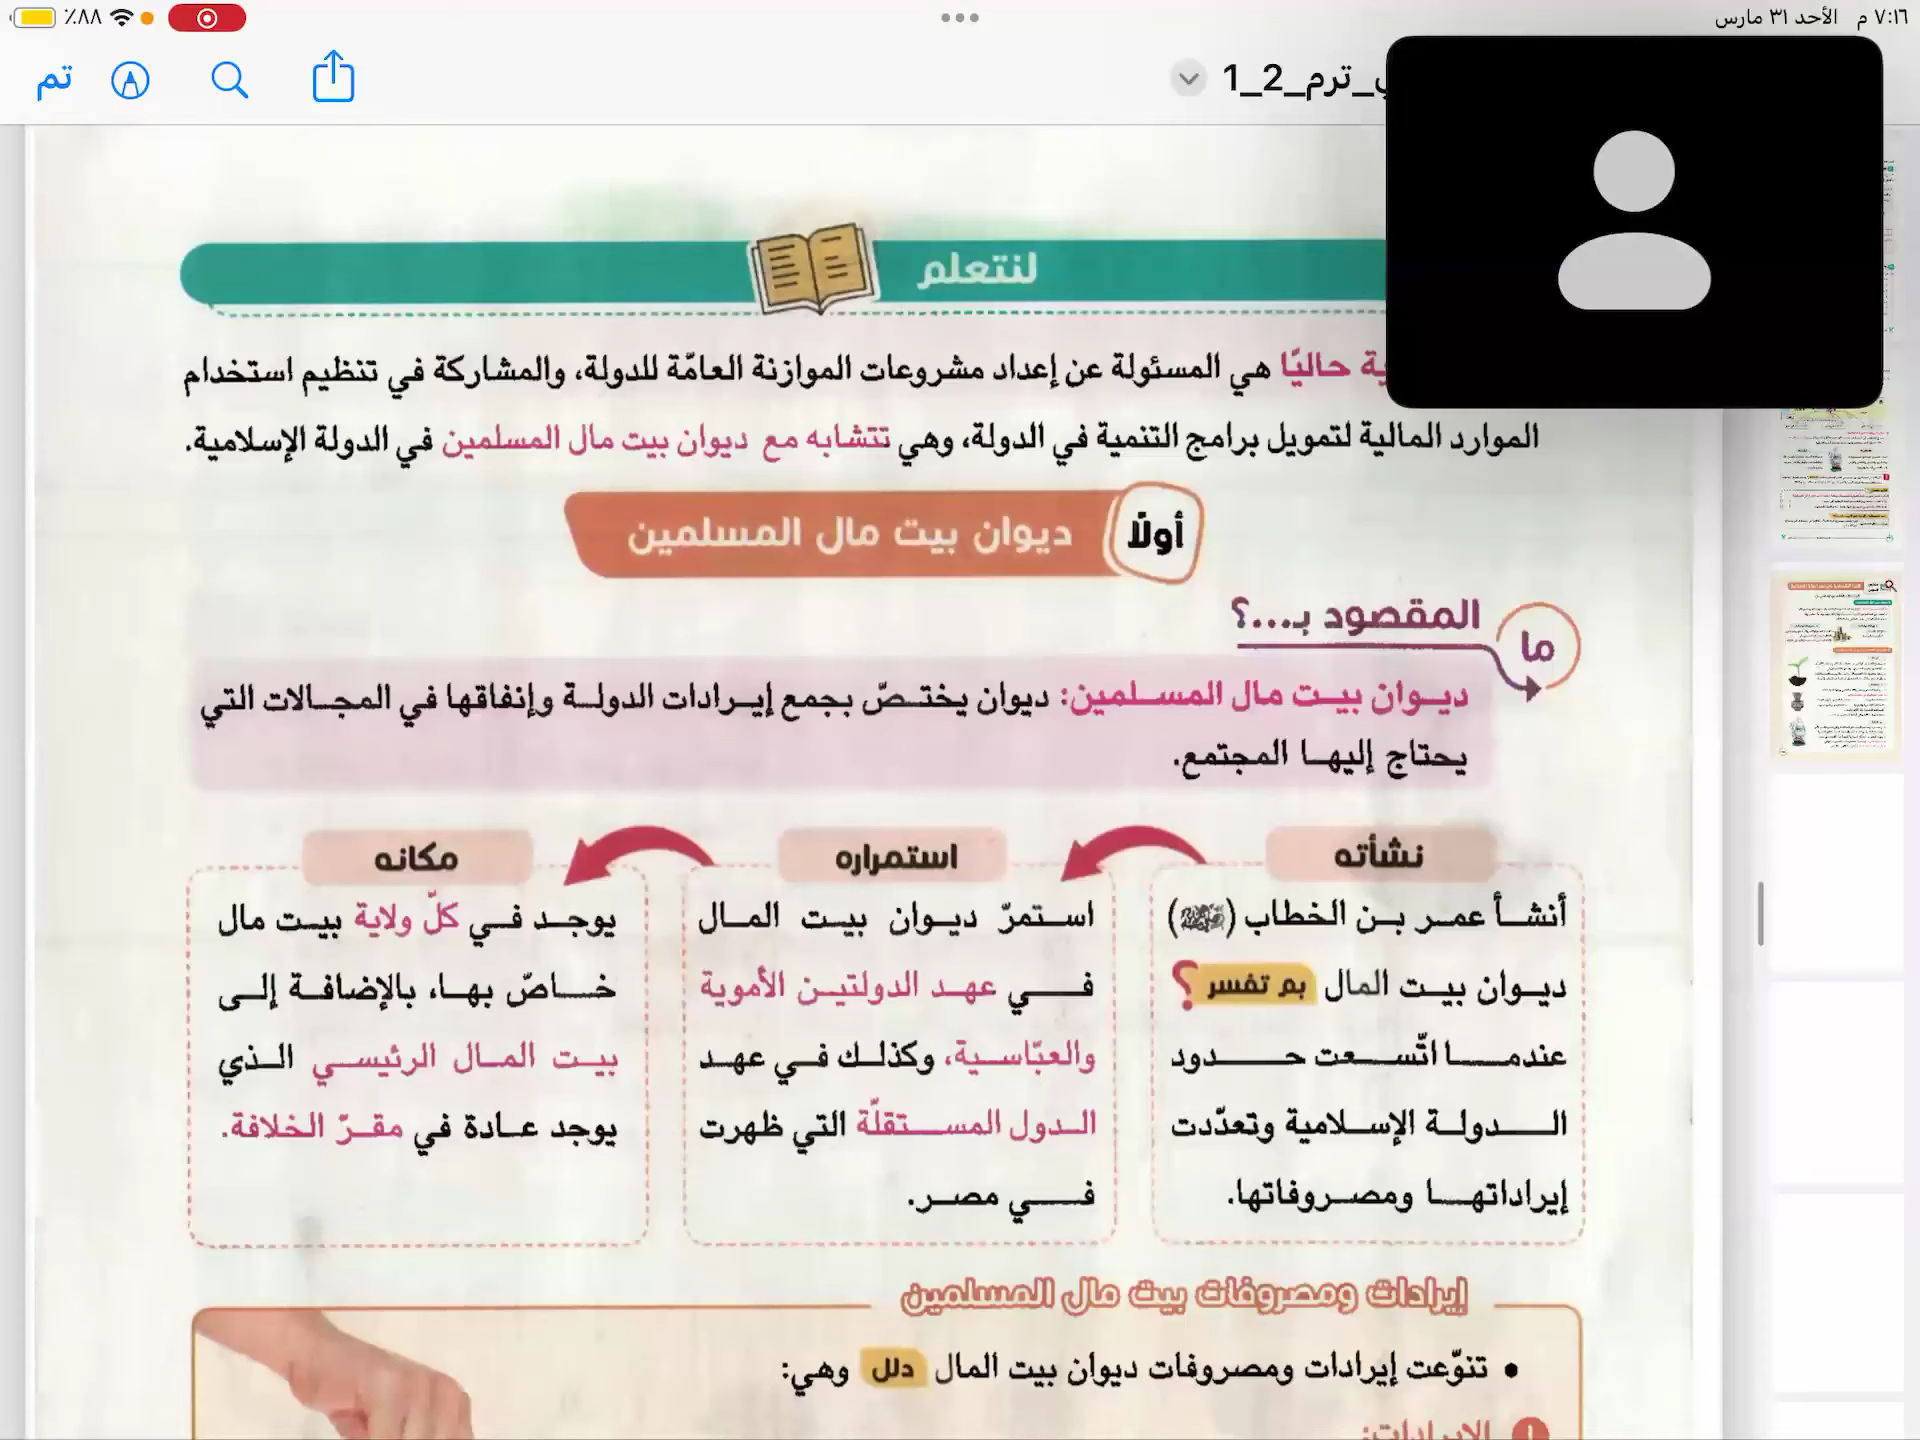 ٧:١٦ م الأحد ٣١ مارس
٪٨٨
تم
ترم_2_1
لنتعلم
حاليًا هي المسئولة عن إعداد مشروعات الموازنة العامّة للدولة، والمشاركة في تنظيم استخدام
الموارد المالية لتمويل برامج التنمية في الدولة، وهي تتشابه مع ديوان بيت مال المسلمين في الدولة الإسلامية.
أولًا ديوان بيت مال المسلمين
ما المقصود بـ...؟
ديوان بيت مال المسلمين: ديوان يختصّ بجمع إيرادات الدولة وإنفاقها في المجالات التي
يحتاج إليها المجتمع.
نشأته
أنشأ عمر بن الخطاب (رضي الله عنه)
ديوان بيت المال بم تفسر ؟
عندما اتّسعت حدود
الدولة الإسلامية وتعدّدت
إيراداتها ومصروفاتها.
استمراره
استمرّ ديوان بيت المال
في عهد الدولتين الأموية
والعبّاسية، وكذلك في عهد
الدول المستقلّة التي ظهرت
في مصر.
مكانه
يوجد في كلّ ولاية بيت مال
خاصّ بها، بالإضافة إلى
بيت المال الرئيسي الذي
يوجد عادة في مقرّ الخلافة.
إيرادات ومصروفات بيت مال المسلمين
• تنوّعت إيرادات ومصروفات ديوان بيت المال دلل وهي:
الإيرادات: